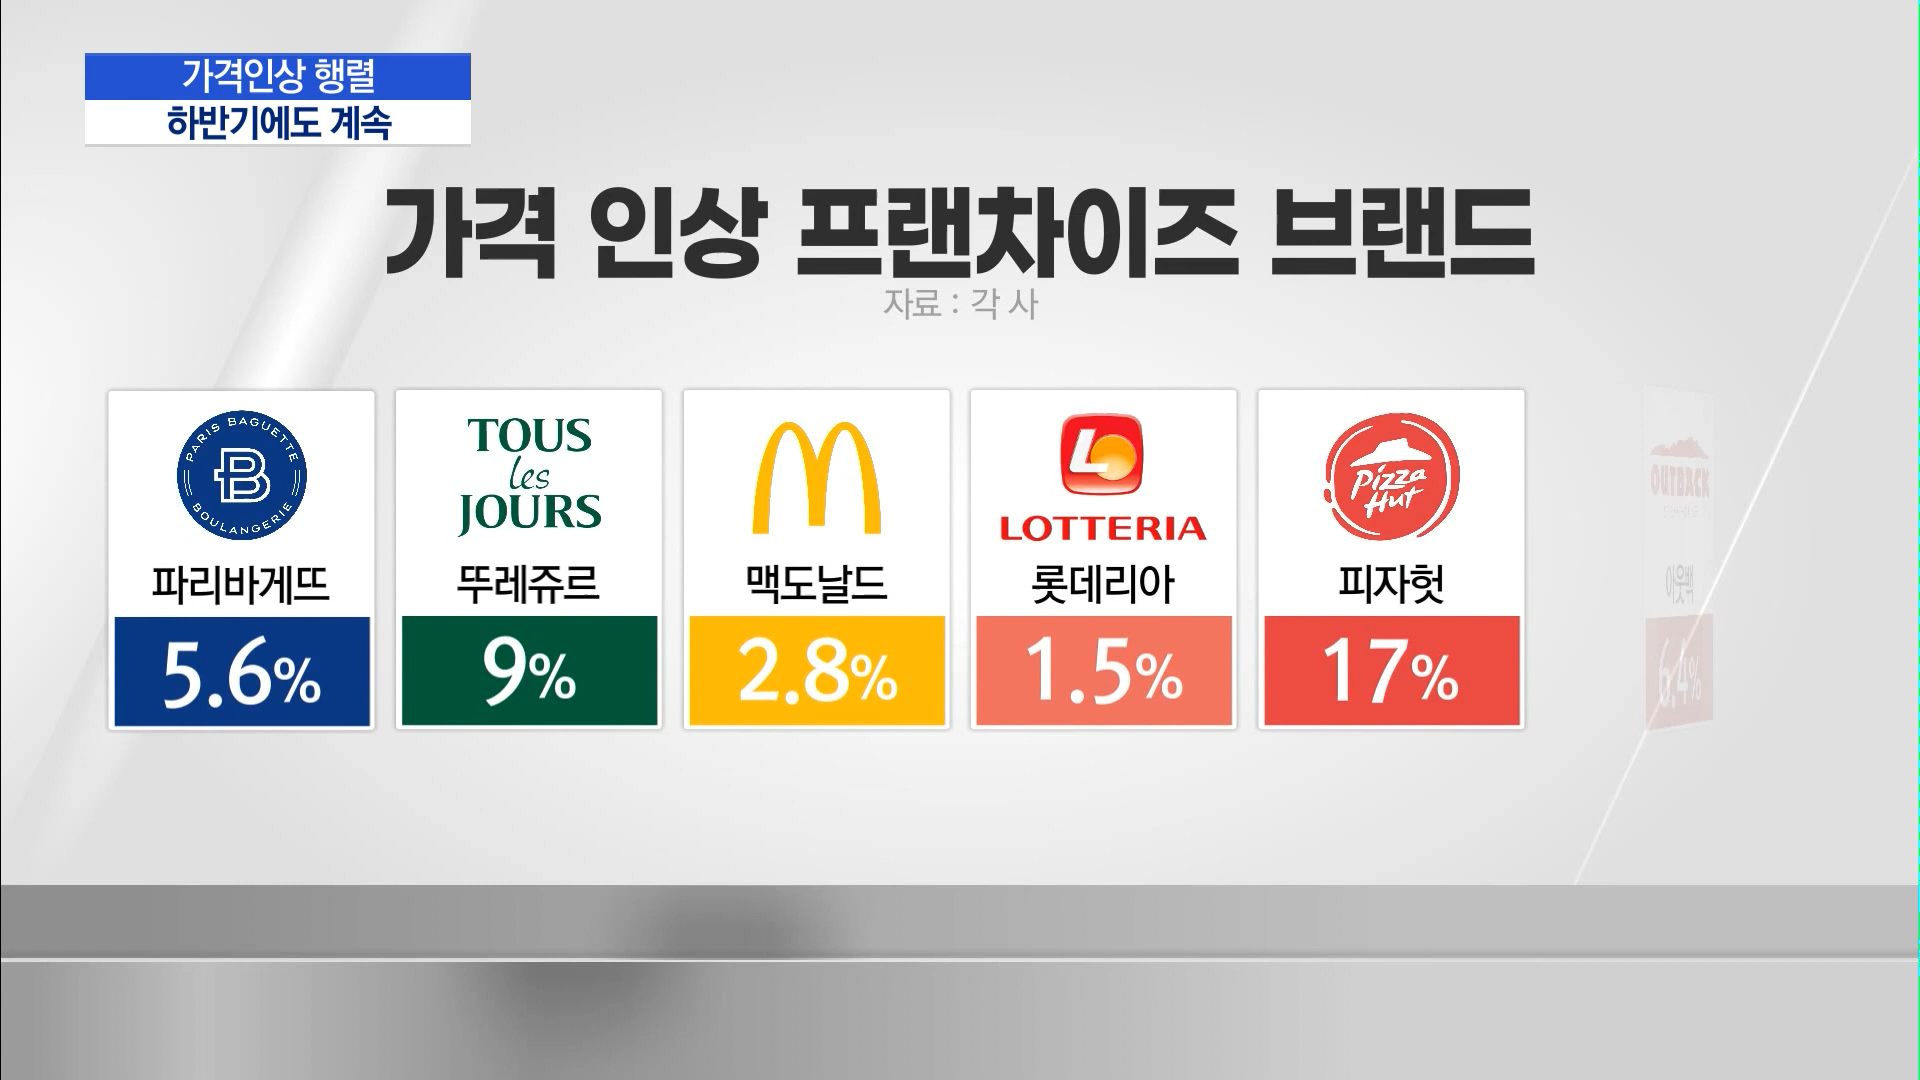 가격인상 행렬
하반기에도 계속
가격 인상 프랜차이즈 브랜드
자료 : 각 사
PARIS BAGUETTE
B
BOULANGERIE
파리바게뜨
5.6%
TOUS
les
JOURS
뚜레쥬르
9%
M
맥도날드
2.8%
L
LOTTERIA
롯데리아
1.5%
Pizza
Hut
피자헛
17%
OUTBACK
아웃백
6.4%